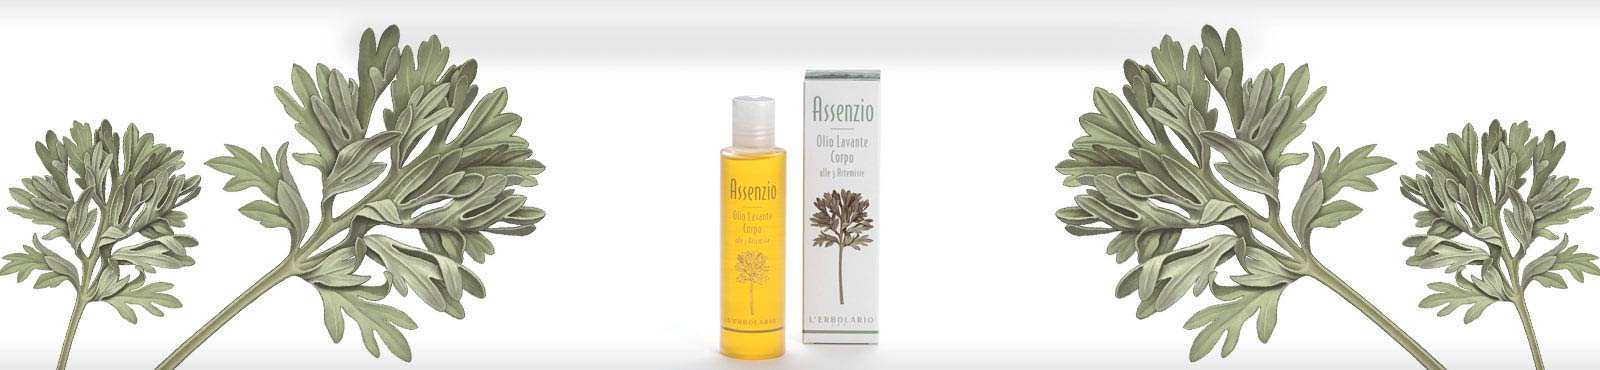 Assenzio
Olio Lavante
Corpo
alle 3 Artemisie
L'ERBOLARIO
Assenzio
Olio Lavante
Corpo
alle 3 Artemisie
L'ERBOLARIO